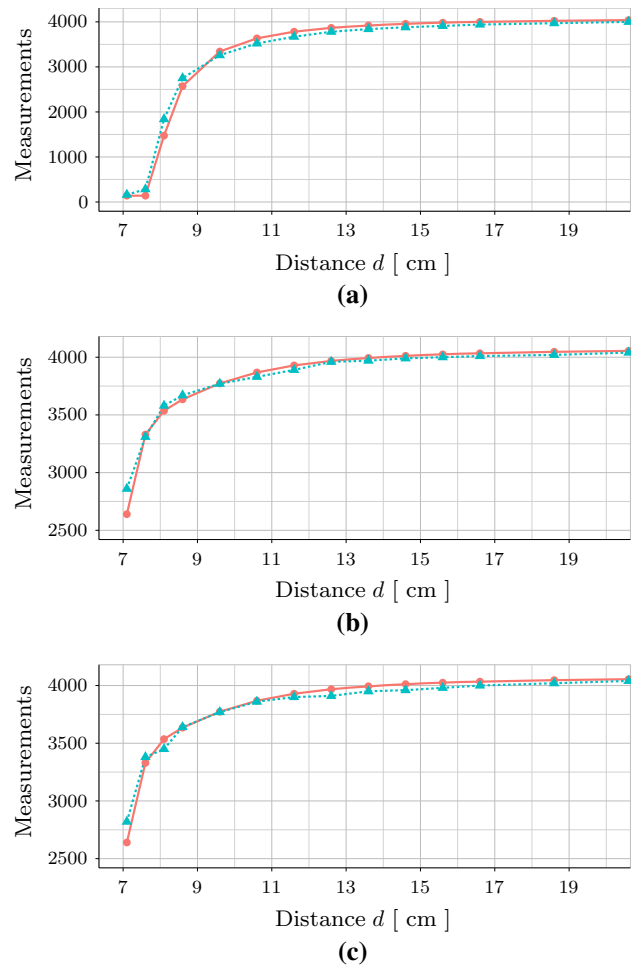 4000
3000
2000
1000
0
Measurements
7 9 11 13 15 17 19
Distance d [ cm ]
(a)
4000
3500
3000
2500
Measurements
7 9 11 13 15 17 19
Distance d [ cm ]
(b)
4000
3500
3000
2500
Measurements
7 9 11 13 15 17 19
Distance d [ cm ]
(c)